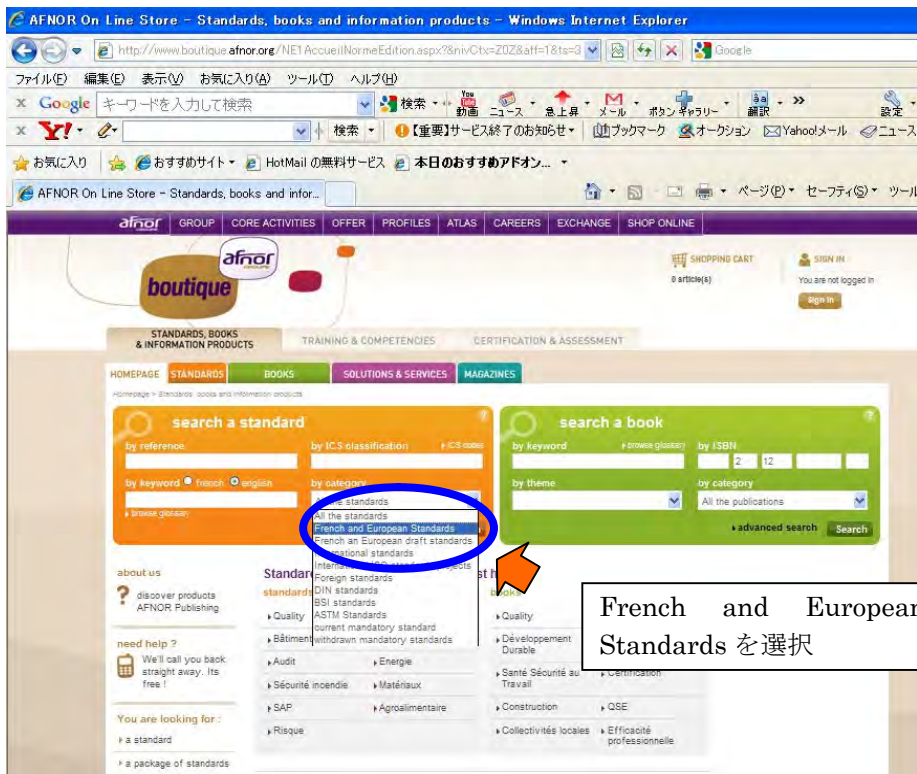 AFNOR On Line Store - Standards, books and information products - Windows Internet Explorer
http://www.boutique.afnor.org/NE1AccueilNormeEdition.aspx?&nivCtx=Z0Z&aff=1&ts=3
Google
ファイル(F) 編集(E) 表示(V) お気に入り(A) ツール(T) ヘルプ(H)
x Google キーワードを入力して検索 検索 You 動画 ニュース 急上昇 メール ボタンギャラリー 翻訳 >> 設定
x Y! 検索 【重要】サービス終了のお知らせ ブックマーク オークション Yahoo!メール ニュース
お気に入り おすすめサイト HotMail の無料サービス 本日のおすすめアドオン...
AFNOR On Line Store - Standards, books and infor... ページ(P) セーフティ(S) ツール
afnor GROUP CORE ACTIVITIES OFFER PROFILES ATLAS CAREERS EXCHANGE SHOP ONLINE
afnor
boutique
SHOPPING CART
0 article(s)
SIGN IN
You are not logged in
Sign in
STANDARDS, BOOKS
& INFORMATION PRODUCTS
TRAINING & COMPETENCIES
CERTIFICATION & ASSESSMENT
HOMEPAGE STANDARDS BOOKS SOLUTIONS & SERVICES MAGAZINES
Homepage > Standards, books and information products
search a standard
by reference
by ICS classification
ICS codes
by keyword french english
by category
All the standards
browse glossary
All the standards
French and European Standards
French an European draft standards
International standards
Foreign standards
DIN standards
BSI standards
ASTM Standards
current mandatory standard
withdrawn mandatory standards
search a book
by keyword
browse glossary
by ISBN
2 12
by theme
by category
All the publications
advanced search
Search
French and European
Standards を選択
about us
discover products
AFNOR Publishing
need help ?
We'll call you back
straight away. Its
free !
You are looking for :
a standard
a package of standards
standards
Quality
Audit
Energie
Sécurité incendie
Matériaux
SAP
Agroalimentaire
Risque
Quality
Développement
Durable
Santé Sécurité au
Travail
Certification
Construction
QSE
Collectivités locales
Efficacité
professionnelle